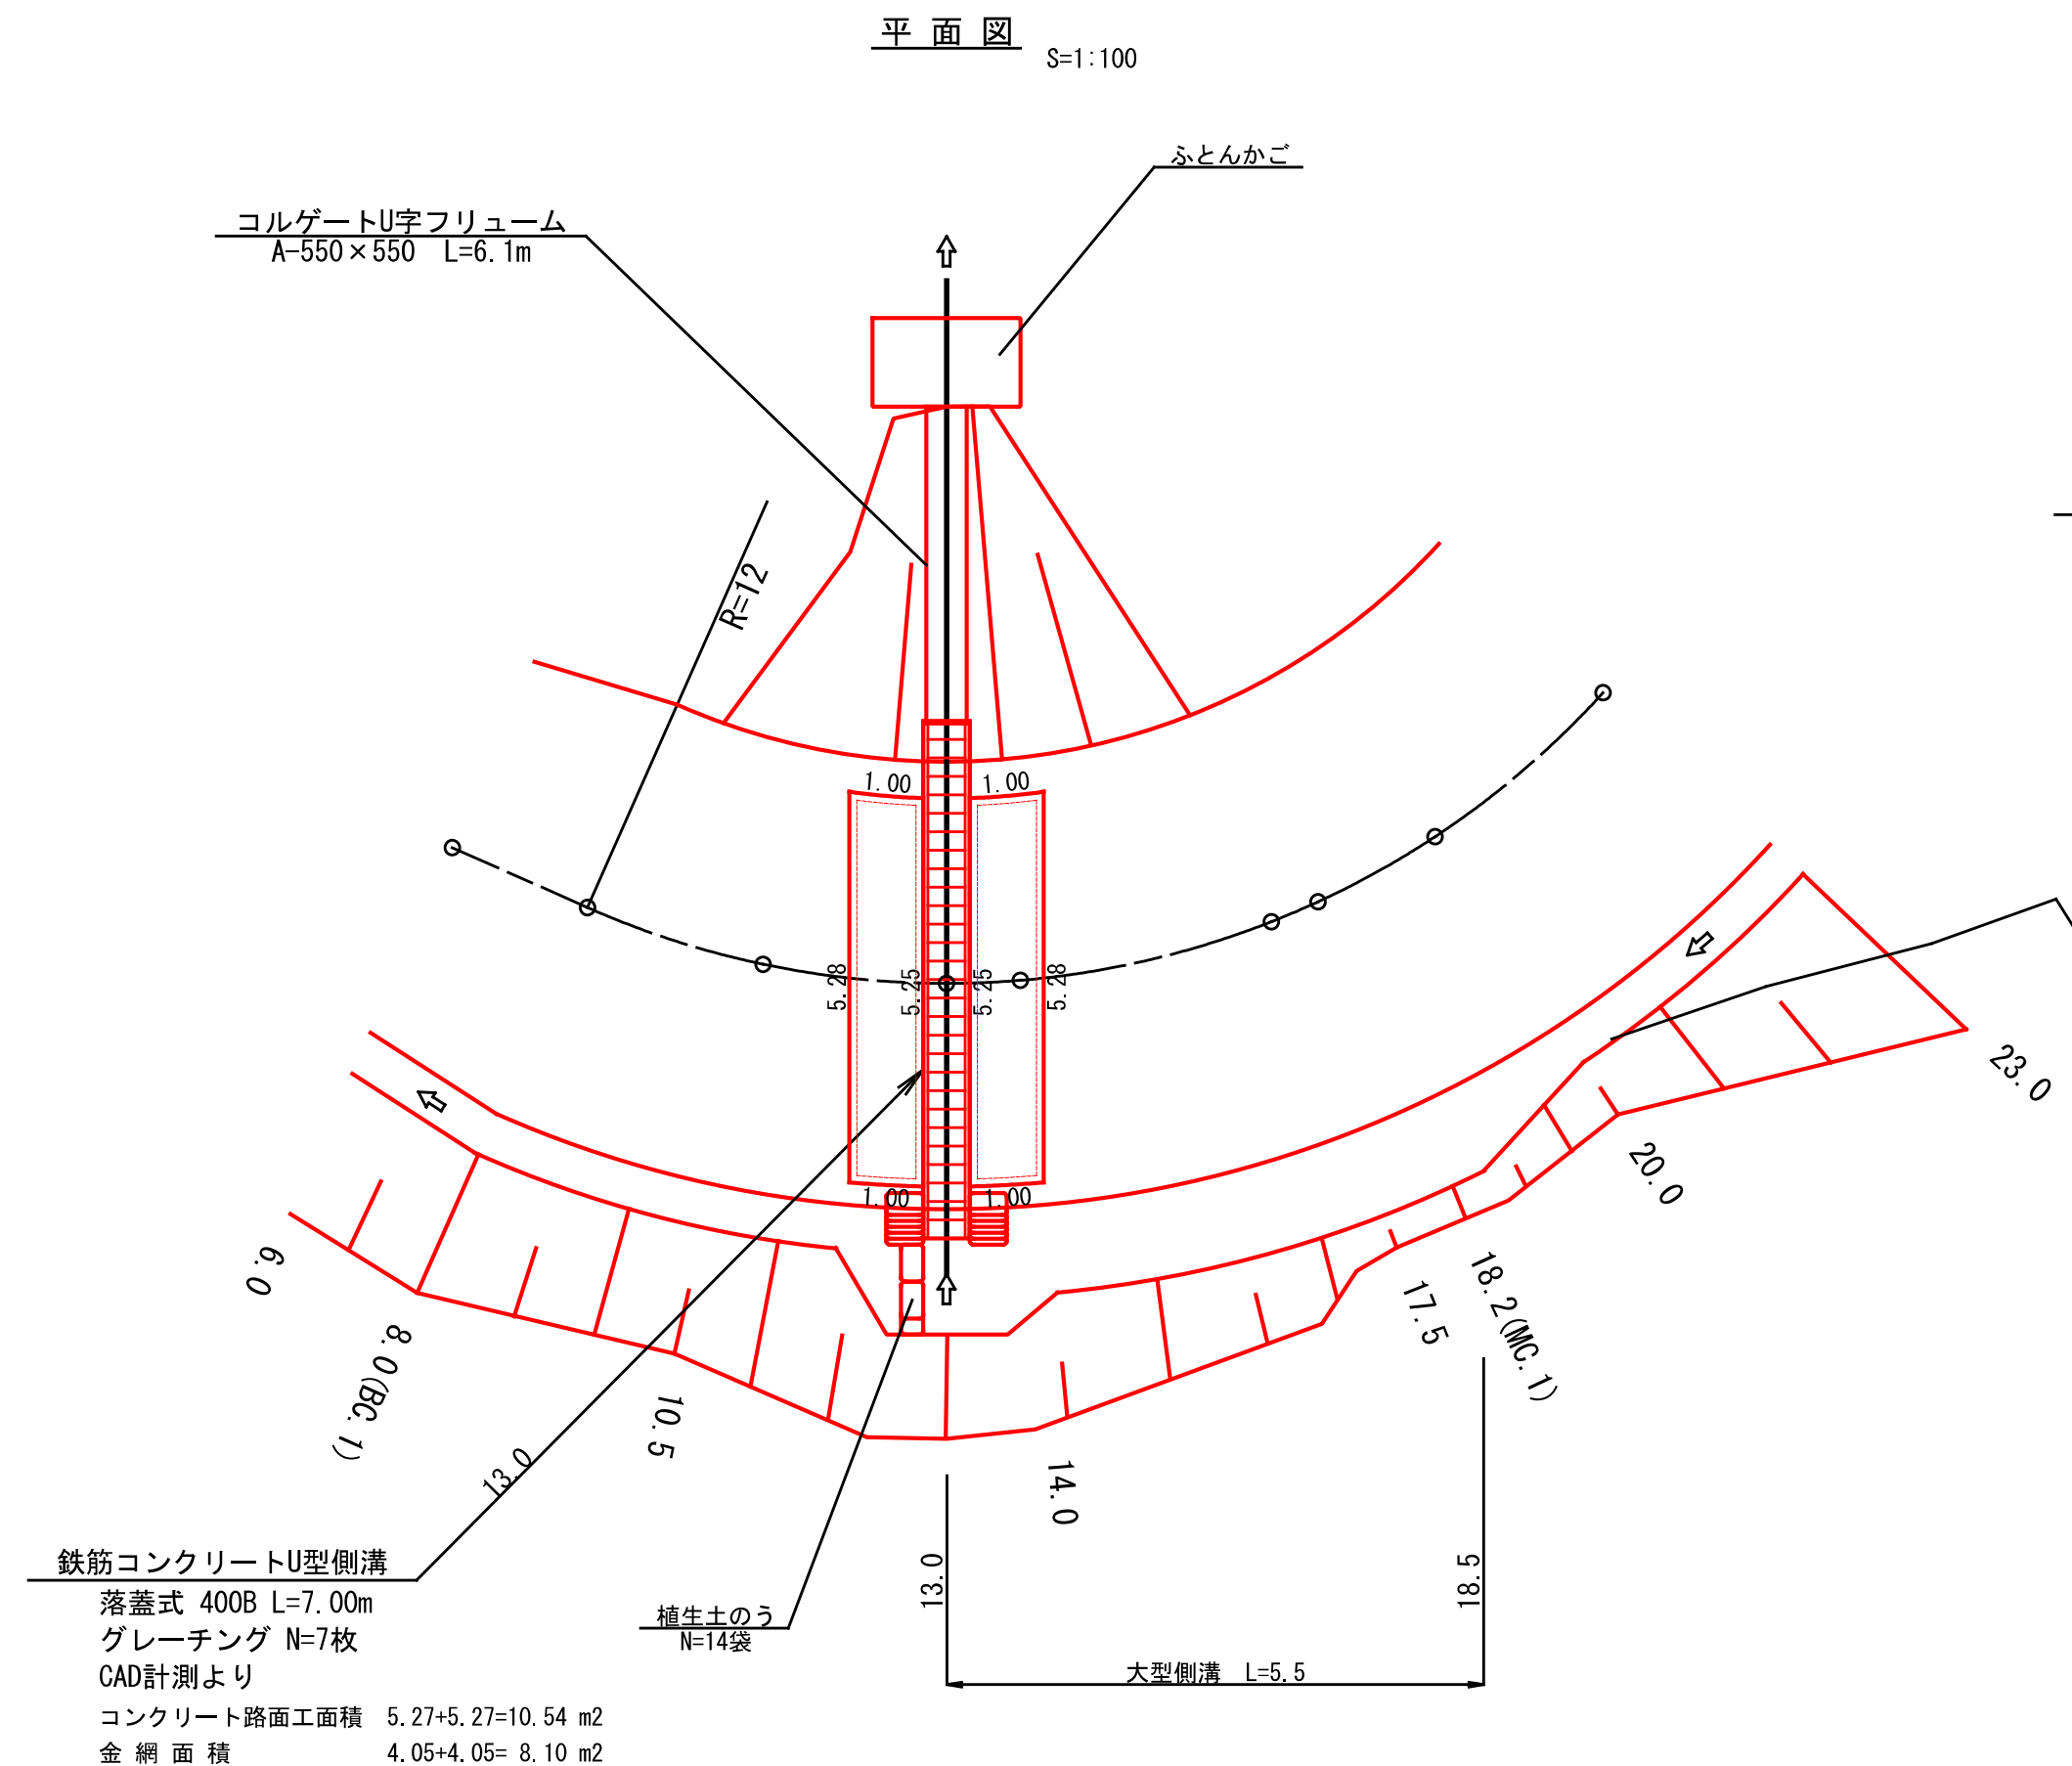 平 面 図
S=1:100
ふとんかご
コルゲートU字フリューム
A-550×550 L=6.1m
R=12
1.00
1.00
5.28
5.25
5.25
5.28
1.00
1.00
23.0
20.0
18.2(MC.1)
17.5
14.0
10.5
8.0(BC.1)
6.0
13.0
鉄筋コンクリートU型側溝
落蓋式 400B L=7.00m
グレーチング N=7枚
CAD計測より
コンクリート路面工面積 5.27+5.27=10.54 m2
金 網 面 積 4.05+4.05= 8.10 m2
植生土のう
N=14袋
13.0
18.5
大型側溝 L=5.5